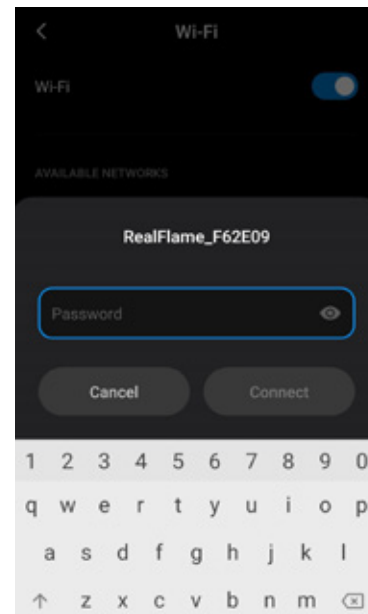 Wi-Fi
Wi-Fi
AVAILABLE NETWORKS
RealFlame_F62E09
Password
Cancel Connect
1 2 3 4 5 6 7 8 9 0
q w e r t y u i o p
a s d f g h j k l
z x c v b n m